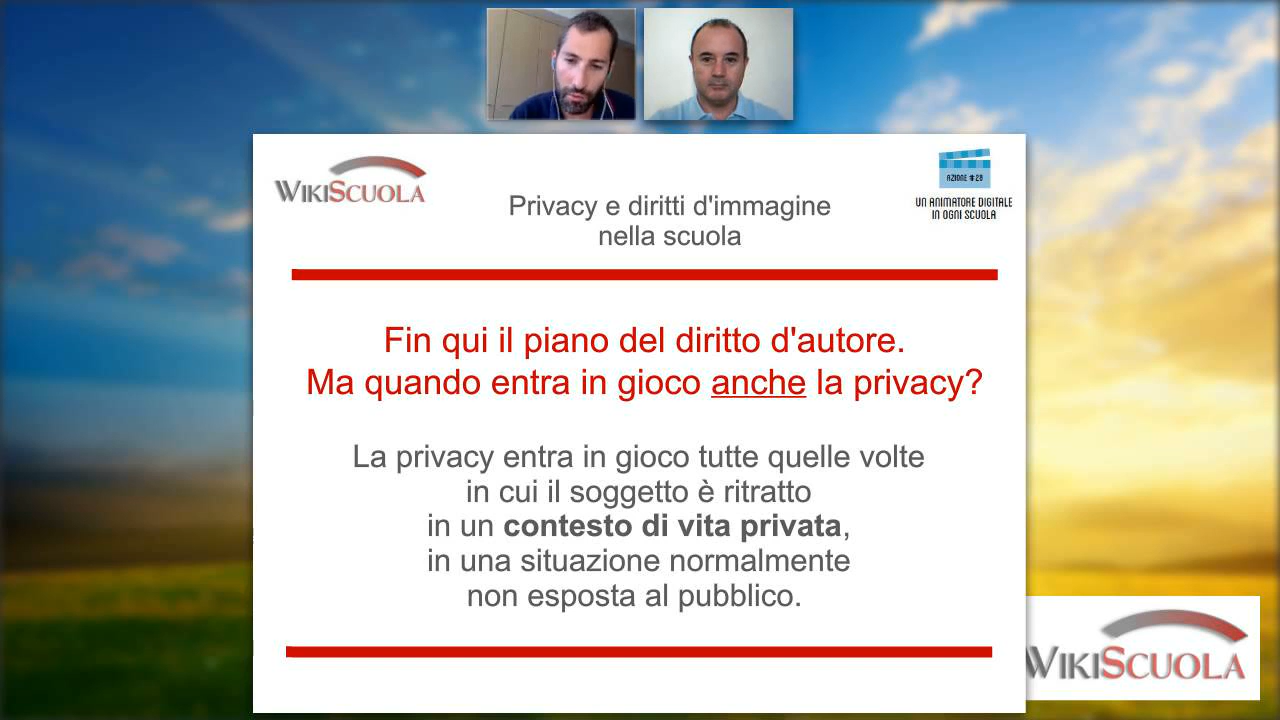 WIKISCUOLA
AZIONE #28
UN ANIMATORE DIGITALE
IN OGNI SCUOLA
Privacy e diritti d'immagine
nella scuola
Fin qui il piano del diritto d'autore.
Ma quando entra in gioco anche la privacy?
La privacy entra in gioco tutte quelle volte
in cui il soggetto è ritratto
in un contesto di vita privata,
in una situazione normalmente
non esposta al pubblico.
WIKISCUOLA